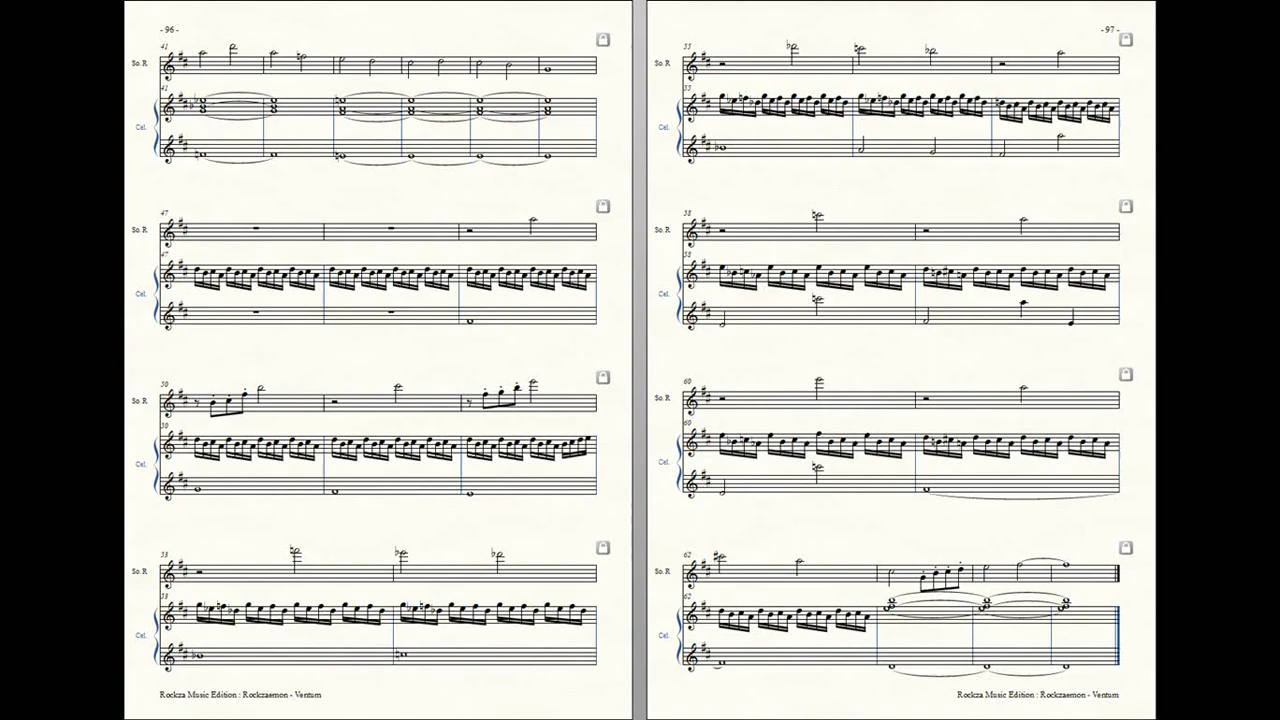 - 96 -
41
So. R
41
Cel.
47
So. R
47
Cel.
50
So. R
50
Cel.
53
So. R
53
Cel.
Rockza Music Edition : Rockzaemon - Ventum
- 97 -
55
So. R
55
Cel.
58
So. R
58
Cel.
60
So. R
60
Cel.
62
So. R
62
Cel.
Rockza Music Edition : Rockzaemon - Ventum